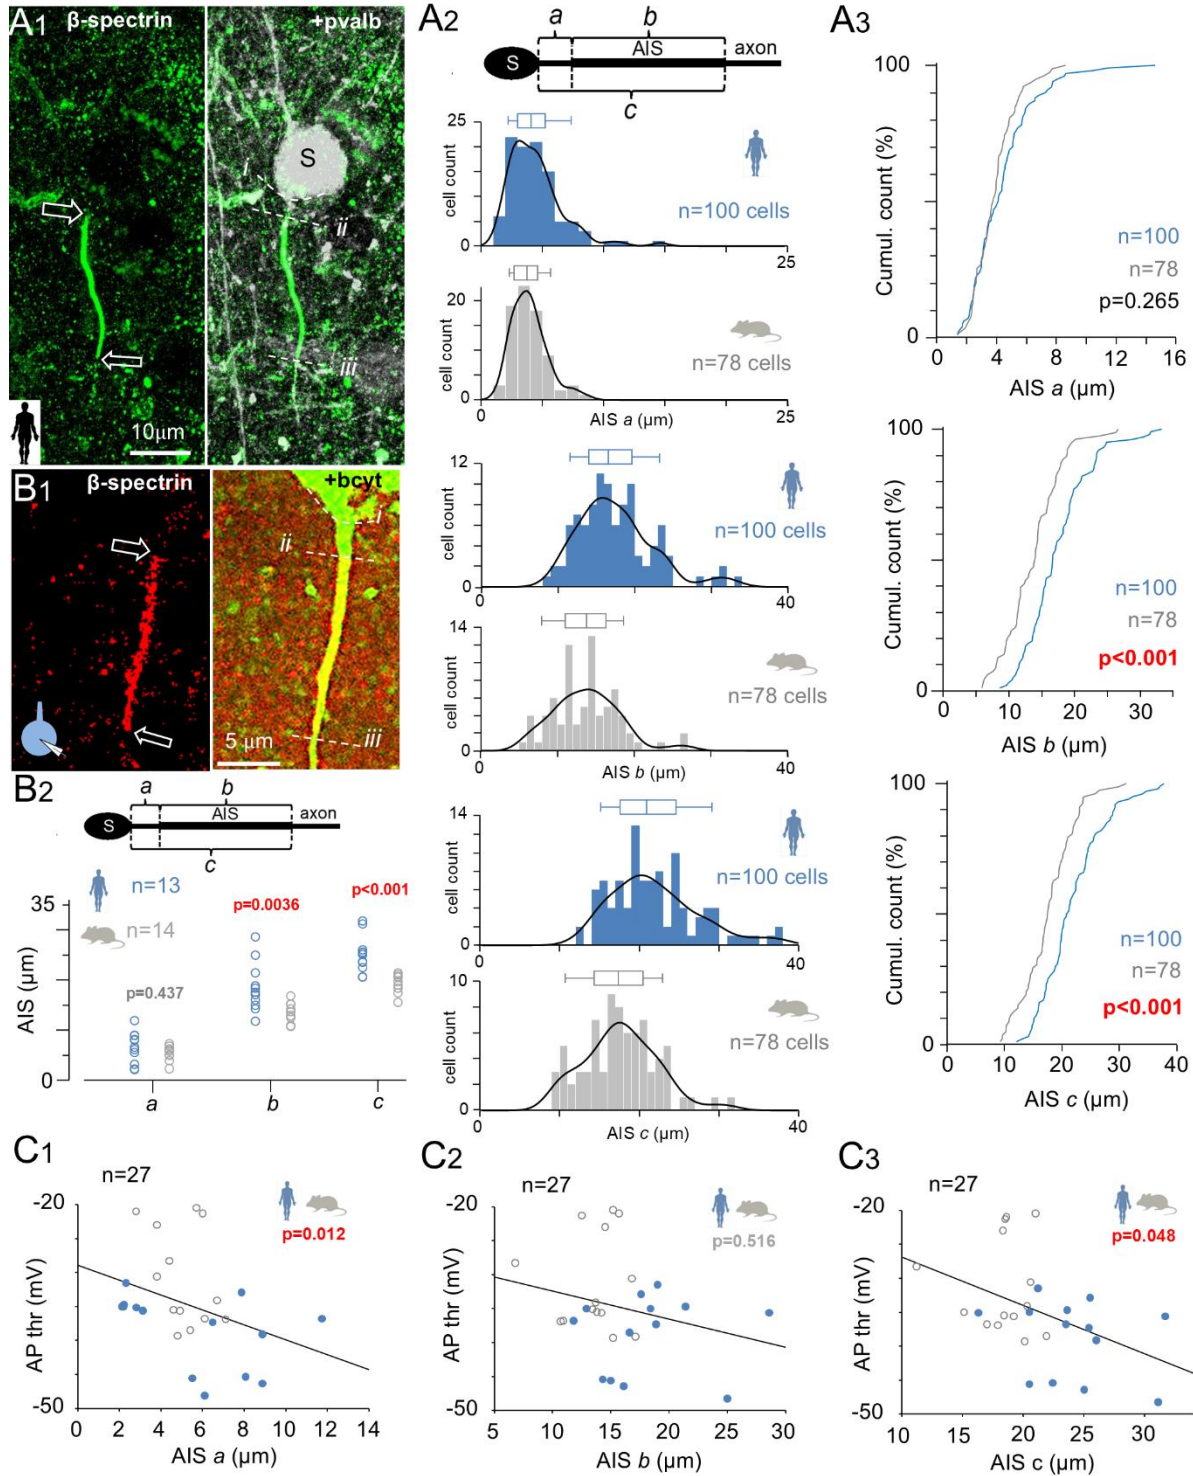 A1
β-spectrin
+pvalb
S
i
ii
iii
10μm
B1
β-spectrin
+bcyt
i
ii
iii
5 μm
B2
a
b
AIS
axon
S
c
n=13
n=14
p=0.437
p=0.0036
p<0.001
AIS (μm)
35
0
a
b
c
A2
a
b
AIS
axon
S
c
25
cell count
n=100 cells
0
25
20
cell count
n=78 cells
0
0
AIS a (μm)
25
12
cell count
n=100 cells
0
0
40
14
cell count
n=78 cells
0
0
AIS b (μm)
40
14
cell count
n=100 cells
0
0
40
10
cell count
n=78 cells
0
0
AIS c (μm)
40
A3
100
Cumul. count (%)
n=100
n=78
p=0.265
0
0 4 8 12 16
AIS a (μm)
100
Cumul. count (%)
n=100
n=78
p<0.001
0
0 10 20 30
AIS b (μm)
100
Cumul. count (%)
n=100
n=78
p<0.001
0
0 10 20 30 40
AIS c (μm)
C1
n=27
p=0.012
-20
AP thr (mV)
-50
0 2 4 6 8 10 12 14
AIS a (μm)
C2
n=27
p=0.516
-20
AP thr (mV)
-50
5 10 15 20 25 30
AIS b (μm)
C3
n=27
p=0.048
-20
AP thr (mV)
-50
10 15 20 25 30
AIS c (μm)